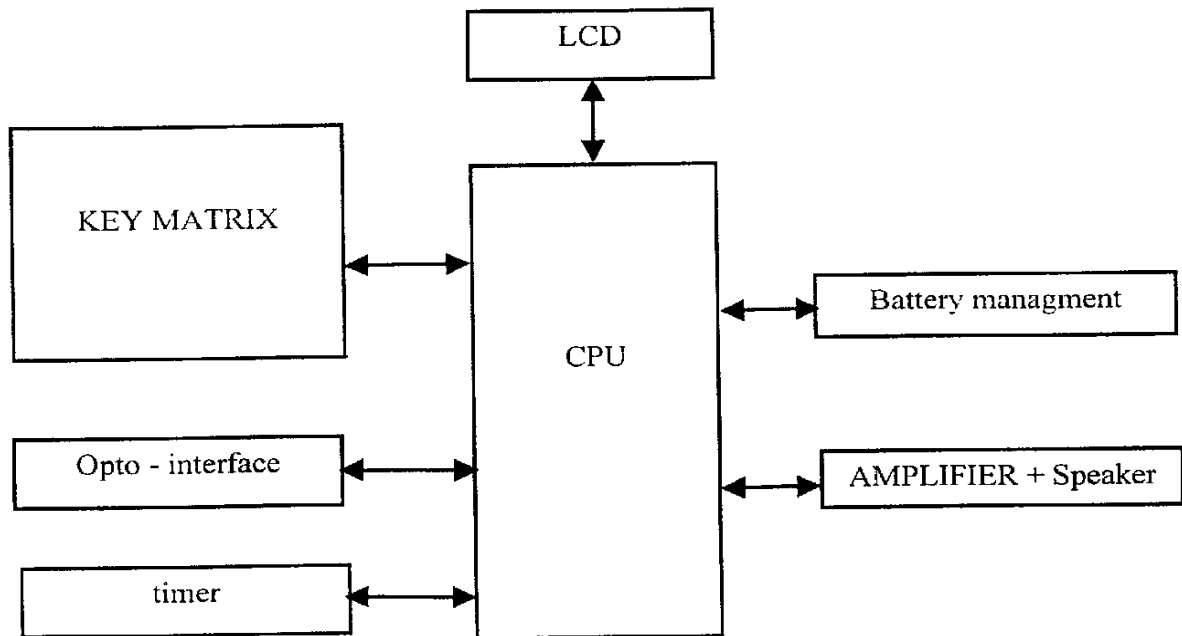 LCD
KEY MATRIX
CPU
Battery managment
Opto - interface
AMPLIFIER + Speaker
timer